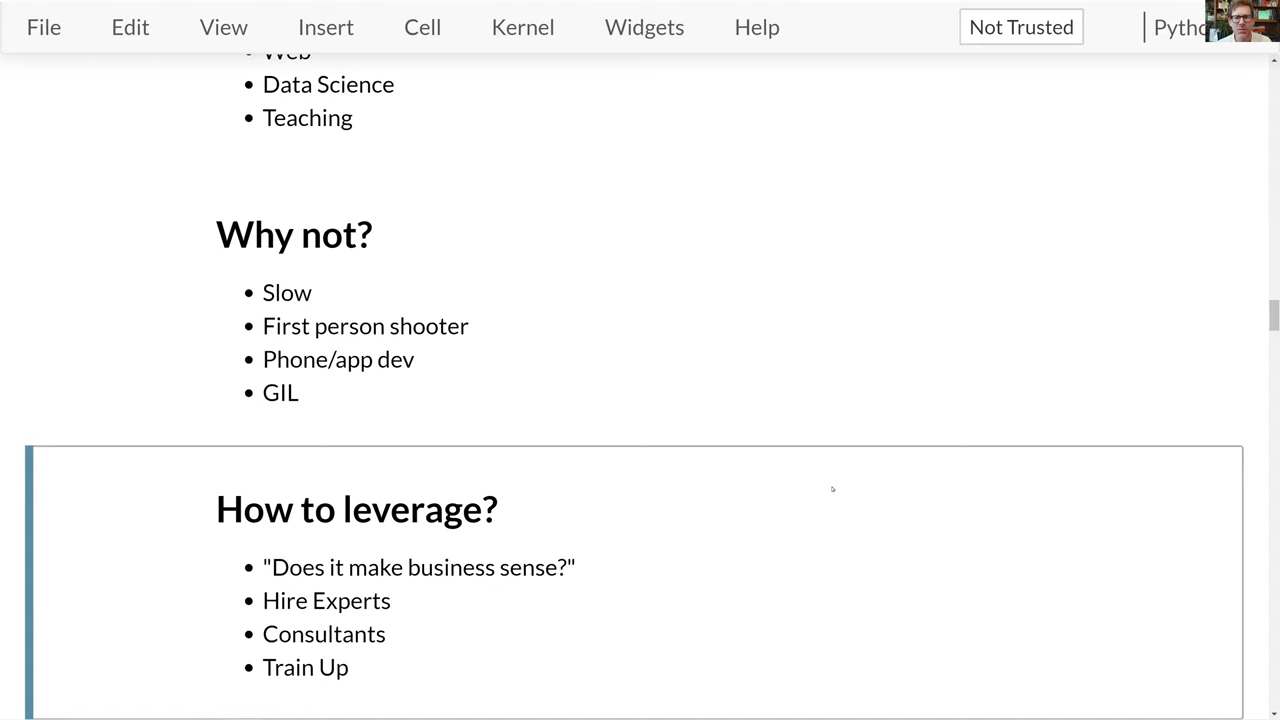 File Edit View Insert Cell Kernel Widgets Help Not Trusted
Web
Data Science
Teaching
Why not?
Slow
First person shooter
Phone/app dev
GIL
How to leverage?
"Does it make business sense?"
Hire Experts
Consultants
Train Up